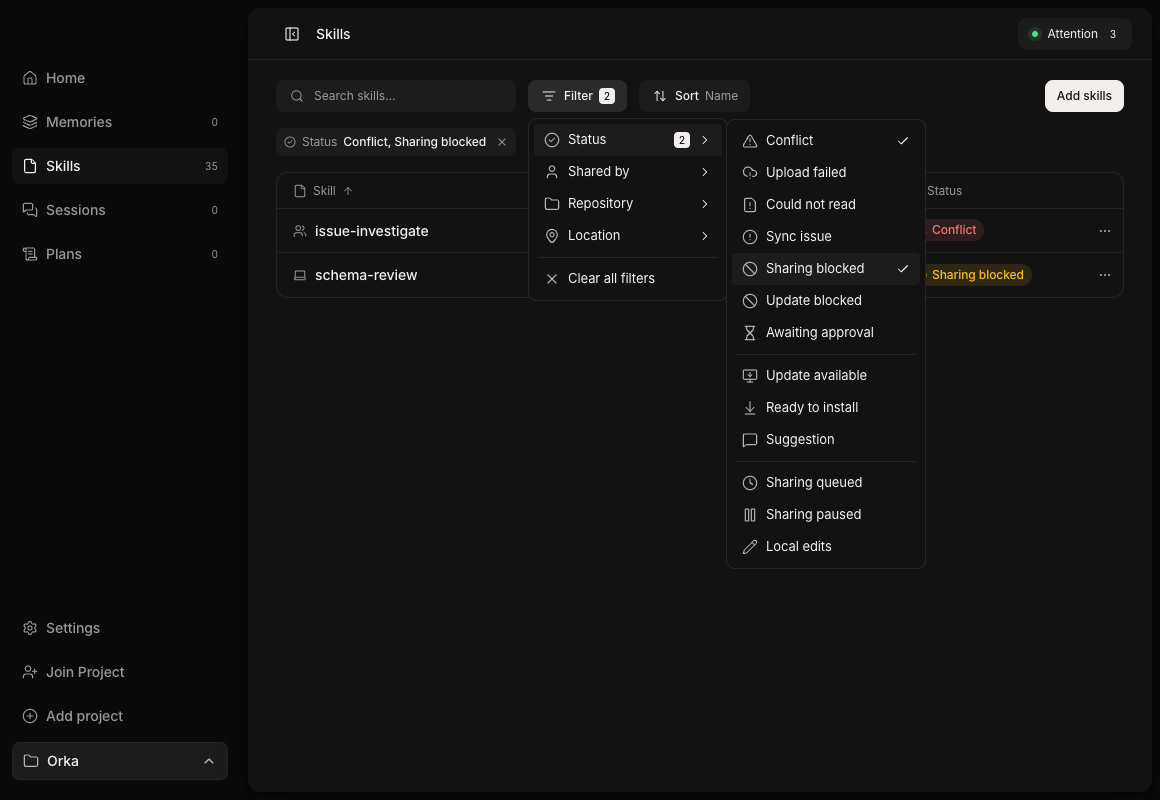 Skills
Attention 3
Home
Memories 0
Skills 35
Sessions 0
Plans 0
Search skills...
Filter 2
Sort Name
Add skills
Status Conflict, Sharing blocked
Skill
Status
issue-investigate
Conflict
schema-review
Sharing blocked
Status 2
Shared by
Repository
Location
Clear all filters
Conflict
Upload failed
Could not read
Sync issue
Sharing blocked
Update blocked
Awaiting approval
Update available
Ready to install
Suggestion
Sharing queued
Sharing paused
Local edits
Settings
Join Project
Add project
Orka